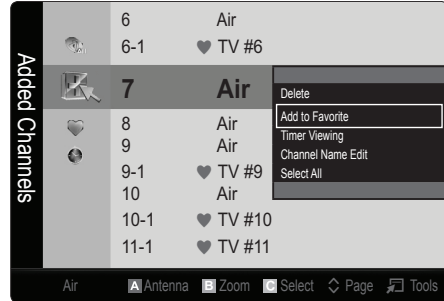 Added Channels
6 Air
6-1 ♥ TV #6
7 Air
8 Air
9 Air
9-1 ♥ TV #9
10 Air
10-1 ♥ TV #10
11-1 ♥ TV #11
Delete
Add to Favorite
Timer Viewing
Channel Name Edit
Select All
Air A Antenna B Zoom C Select Page Tools